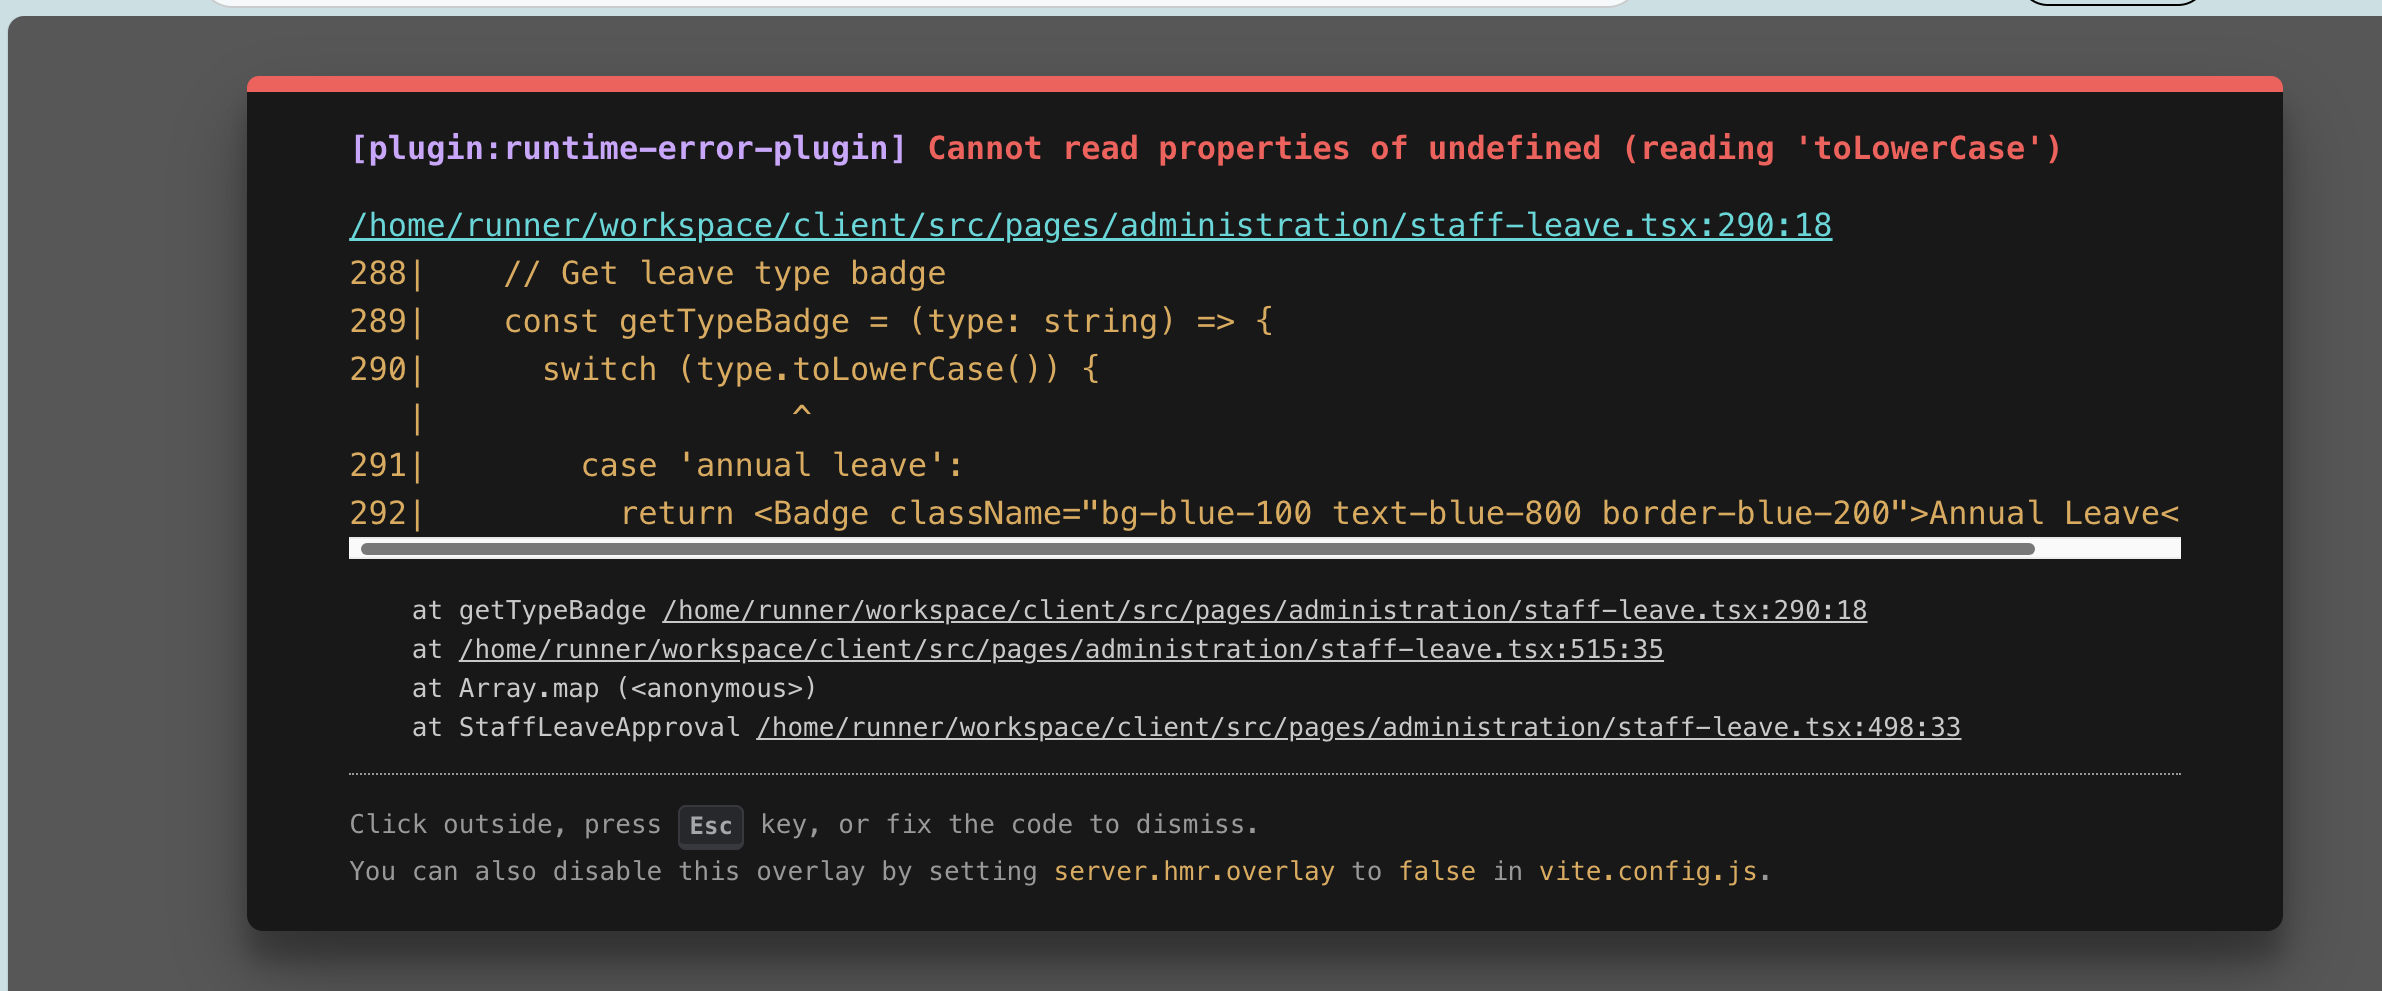 [plugin:runtime-error-plugin] Cannot read properties of undefined (reading 'toLowerCase')
/home/runner/workspace/client/src/pages/administration/staff-leave.tsx:290:18
288|    // Get leave type badge
289|    const getTypeBadge = (type: string) => {
290|      switch (type.toLowerCase()) {
   |                   ^
291|        case 'annual leave':
292|          return <Badge className="bg-blue-100 text-blue-800 border-blue-200">Annual Leave<
at getTypeBadge /home/runner/workspace/client/src/pages/administration/staff-leave.tsx:290:18
at /home/runner/workspace/client/src/pages/administration/staff-leave.tsx:515:35
at Array.map (<anonymous>)
at StaffLeaveApproval /home/runner/workspace/client/src/pages/administration/staff-leave.tsx:498:33
Click outside, press Esc key, or fix the code to dismiss.
You can also disable this overlay by setting server.hmr.overlay to false in vite.config.js.